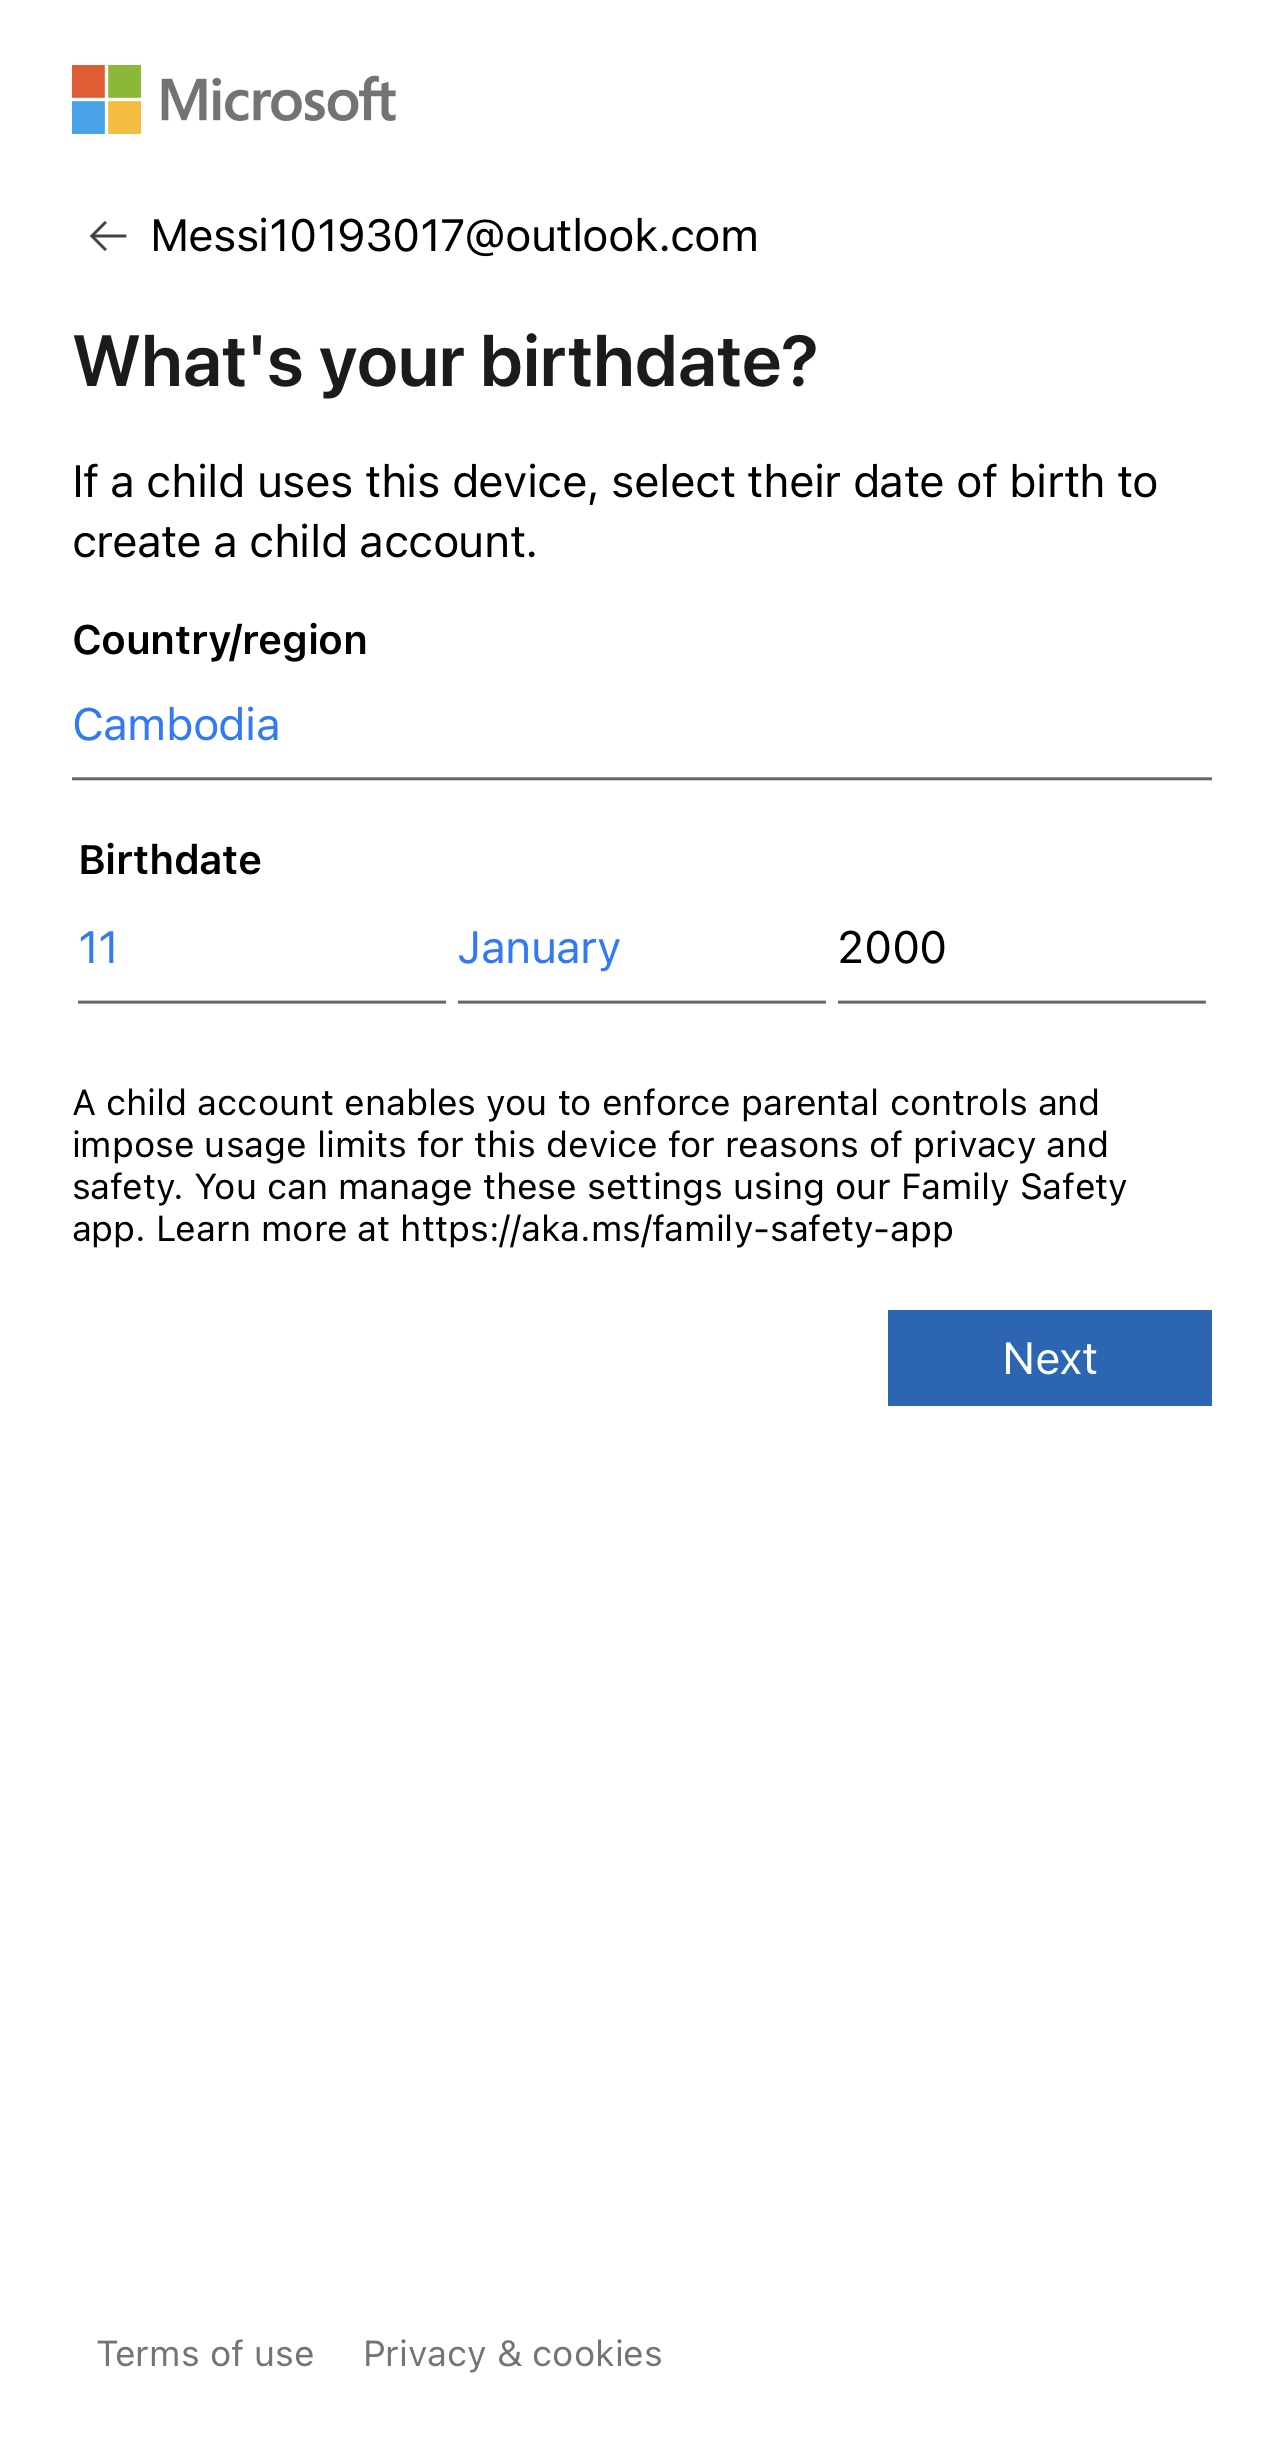 Microsoft
← Messi10193017@outlook.com
What's your birthdate?
If a child uses this device, select their date of birth to
create a child account.
Country/region
Cambodia
Birthdate
11 January 2000
A child account enables you to enforce parental controls and
impose usage limits for this device for reasons of privacy and
safety. You can manage these settings using our Family Safety
app. Learn more at https://aka.ms/family-safety-app
Next
Terms of use Privacy & cookies